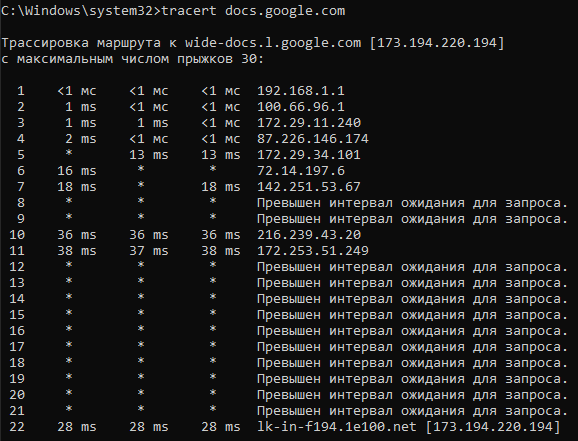 C:\Windows\system32>tracert docs.google.com
Трассировка маршрута к wide-docs.l.google.com [173.194.220.194]
с максимальным числом прыжков 30:
1 <1 мс <1 мс <1 мс 192.168.1.1
2 1 ms <1 мс <1 мс 100.66.96.1
3 1 ms 1 ms <1 мс 172.29.11.240
4 2 ms <1 мс <1 мс 87.226.146.174
5 * 13 ms 13 ms 172.29.34.101
6 16 ms * * 72.14.197.6
7 18 ms * 18 ms 142.251.53.67
8 * * * Превышен интервал ожидания для запроса.
9 * * * Превышен интервал ожидания для запроса.
10 36 ms 36 ms 36 ms 216.239.43.20
11 38 ms 37 ms 38 ms 172.253.51.249
12 * * * Превышен интервал ожидания для запроса.
13 * * * Превышен интервал ожидания для запроса.
14 * * * Превышен интервал ожидания для запроса.
15 * * * Превышен интервал ожидания для запроса.
16 * * * Превышен интервал ожидания для запроса.
17 * * * Превышен интервал ожидания для запроса.
18 * * * Превышен интервал ожидания для запроса.
19 * * * Превышен интервал ожидания для запроса.
20 * * * Превышен интервал ожидания для запроса.
21 * * * Превышен интервал ожидания для запроса.
22 28 ms 28 ms 28 ms lk-in-f194.1e100.net [173.194.220.194]